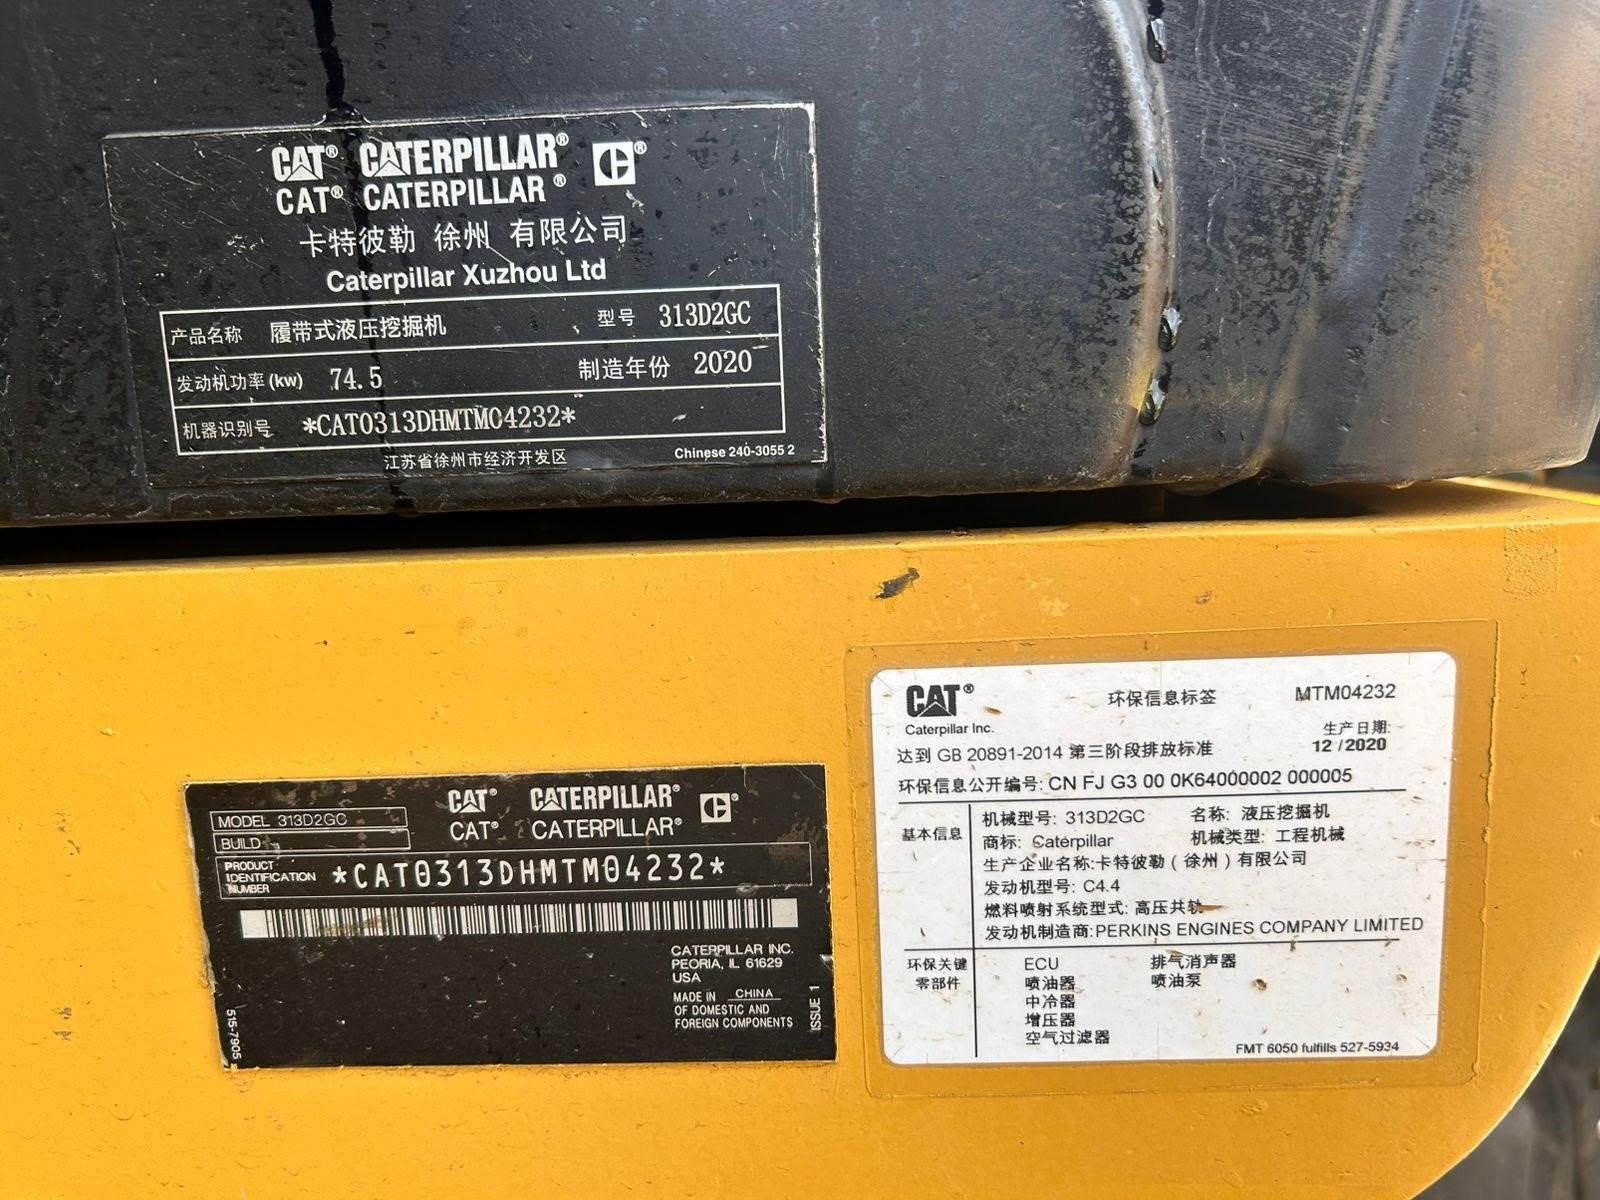 CAT® CATERPILLAR® ®
CAT® CATERPILLAR®
卡特彼勒 徐州 有限公司
Caterpillar Xuzhou Ltd
产品名称 履带式液压挖掘机 型号 313D2GC
发动机功率(kw) 74.5 制造年份 2020
机器识别号 *CAT0313DHMTM04232*
江苏省徐州市经济开发区 Chinese 240-3055 2
MODEL 313D2GC CAT® CATERPILLAR® ®
BUILD CAT® CATERPILLAR®
PRODUCT
IDENTIFICATION
NUMBER
*CAT0313DHMTM04232*
CATERPILLAR INC.
PEORIA, IL 61629
USA
MADE IN CHINA
OF DOMESTIC AND
FOREIGN COMPONENTS
ISSUE 1
515-7905
CAT® 环保信息标签 MTM04232
Caterpillar Inc. 生产日期:
达到 GB 20891-2014 第三阶段排放标准 12 /2020
环保信息公开编号: CN FJ G3 00 0K64000002 000005
基本信息
机械型号: 313D2GC 名称: 液压挖掘机
商标: Caterpillar 机械类型: 工程机械
生产企业名称:卡特彼勒(徐州)有限公司
发动机型号: C4.4
燃料喷射系统型式: 高压共轨
发动机制造商:PERKINS ENGINES COMPANY LIMITED
环保关键
零部件
ECU 排气消声器
喷油器 喷油泵
中冷器
增压器
空气过滤器
FMT 6050 fulfills 527-5934